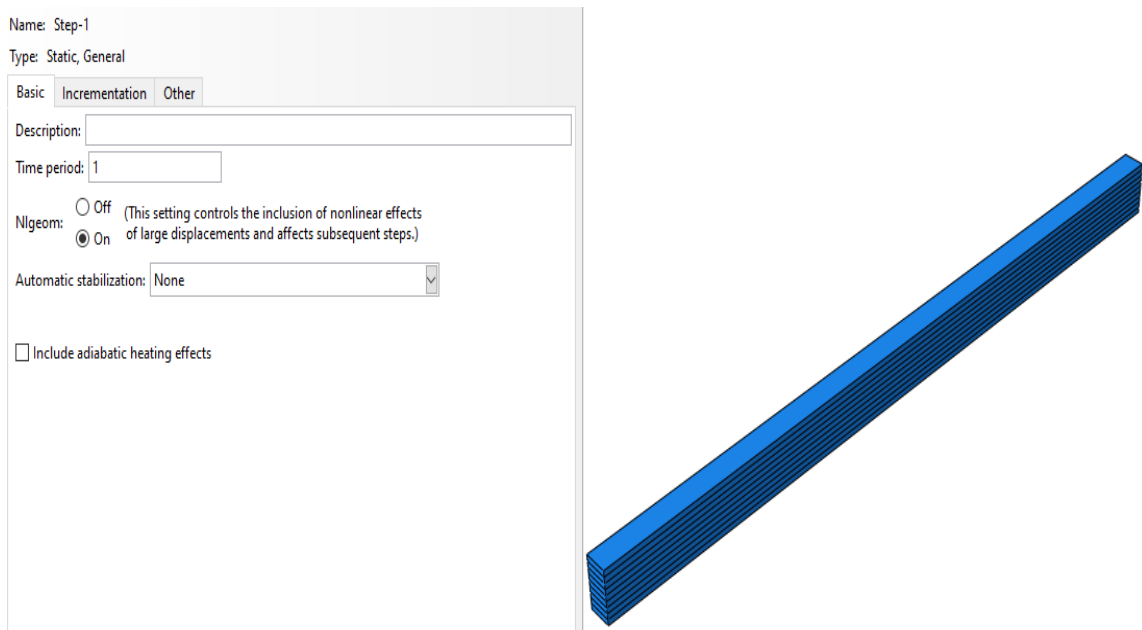 Name: Step-1
Type: Static, General
Basic Incrementation Other
Description:
Time period: 1
Nlgeom: Off (This setting controls the inclusion of nonlinear effects
On of large displacements and affects subsequent steps.)
Automatic stabilization: None
Include adiabatic heating effects